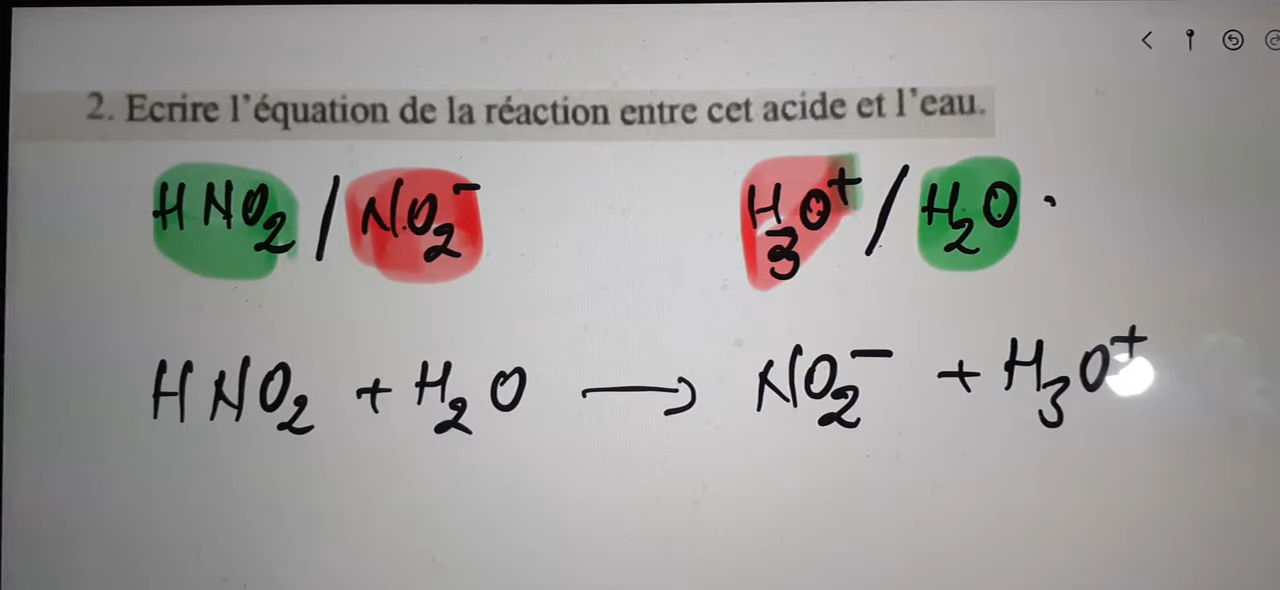 2. Ecrire l'équation de la réaction entre cet acide et l'eau.
HNO₂ / NO₂⁻ H₃O⁺ / H₂O .
HNO₂ + H₂O ⟶ NO₂⁻ + H₃O⁺